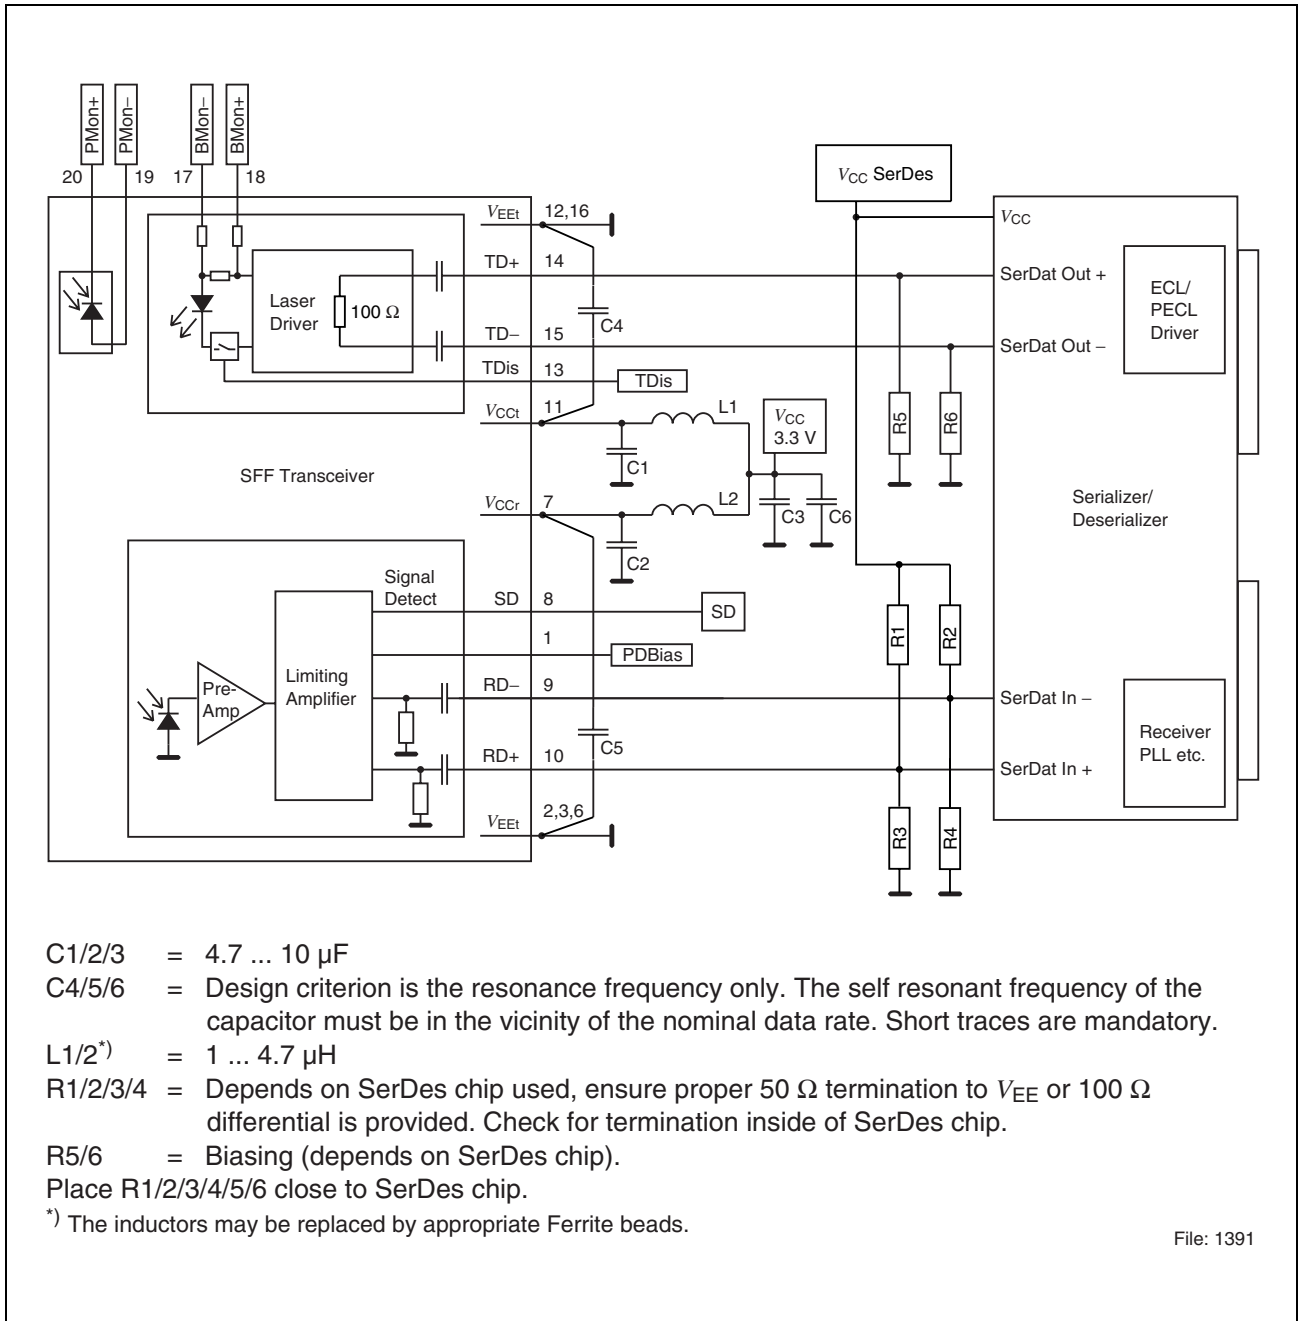 PMon+
PMon−
BMon−
BMon+
20
19
17
18
VCC SerDes
VEEt
12,16
VCC
TD+
14
SerDat Out +
ECL/
PECL
Driver
Laser
Driver
100 Ω
C4
TD−
15
SerDat Out −
TDis
13
TDis
VCCt
11
L1
VCC
3.3 V
R5
R6
C1
SFF Transceiver
Serializer/
Deserializer
VCCr
7
L2
C3
C6
C2
Signal
Detect
SD
8
SD
1
PDBias
R1
R2
Limiting
Amplifier
Pre-
Amp
RD−
9
SerDat In −
Receiver
PLL etc.
C5
RD+
10
SerDat In +
VEEt
2,3,6
R3
R4
C1/2/3 = 4.7 ... 10 µF
C4/5/6 = Design criterion is the resonance frequency only. The self resonant frequency of the
capacitor must be in the vicinity of the nominal data rate. Short traces are mandatory.
L1/2*) = 1 ... 4.7 µH
R1/2/3/4 = Depends on SerDes chip used, ensure proper 50 Ω termination to VEE or 100 Ω
differential is provided. Check for termination inside of SerDes chip.
R5/6 = Biasing (depends on SerDes chip).
Place R1/2/3/4/5/6 close to SerDes chip.
*) The inductors may be replaced by appropriate Ferrite beads.
File: 1391